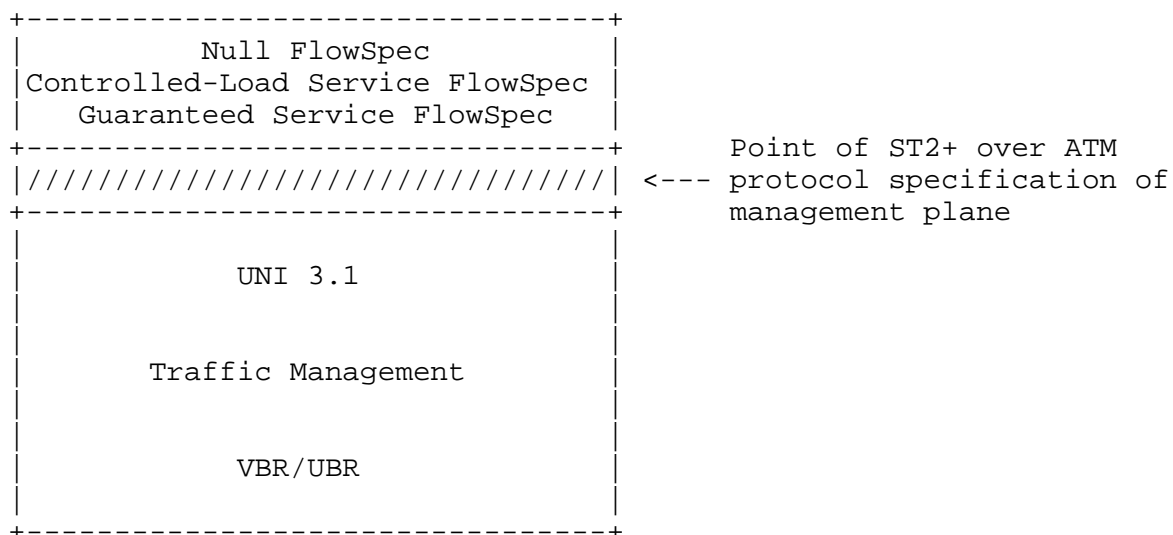 Null FlowSpec
Controlled-Load Service FlowSpec
Guaranteed Service FlowSpec
Point of ST2+ over ATM
<--- protocol specification of
management plane
UNI 3.1
Traffic Management
VBR/UBR